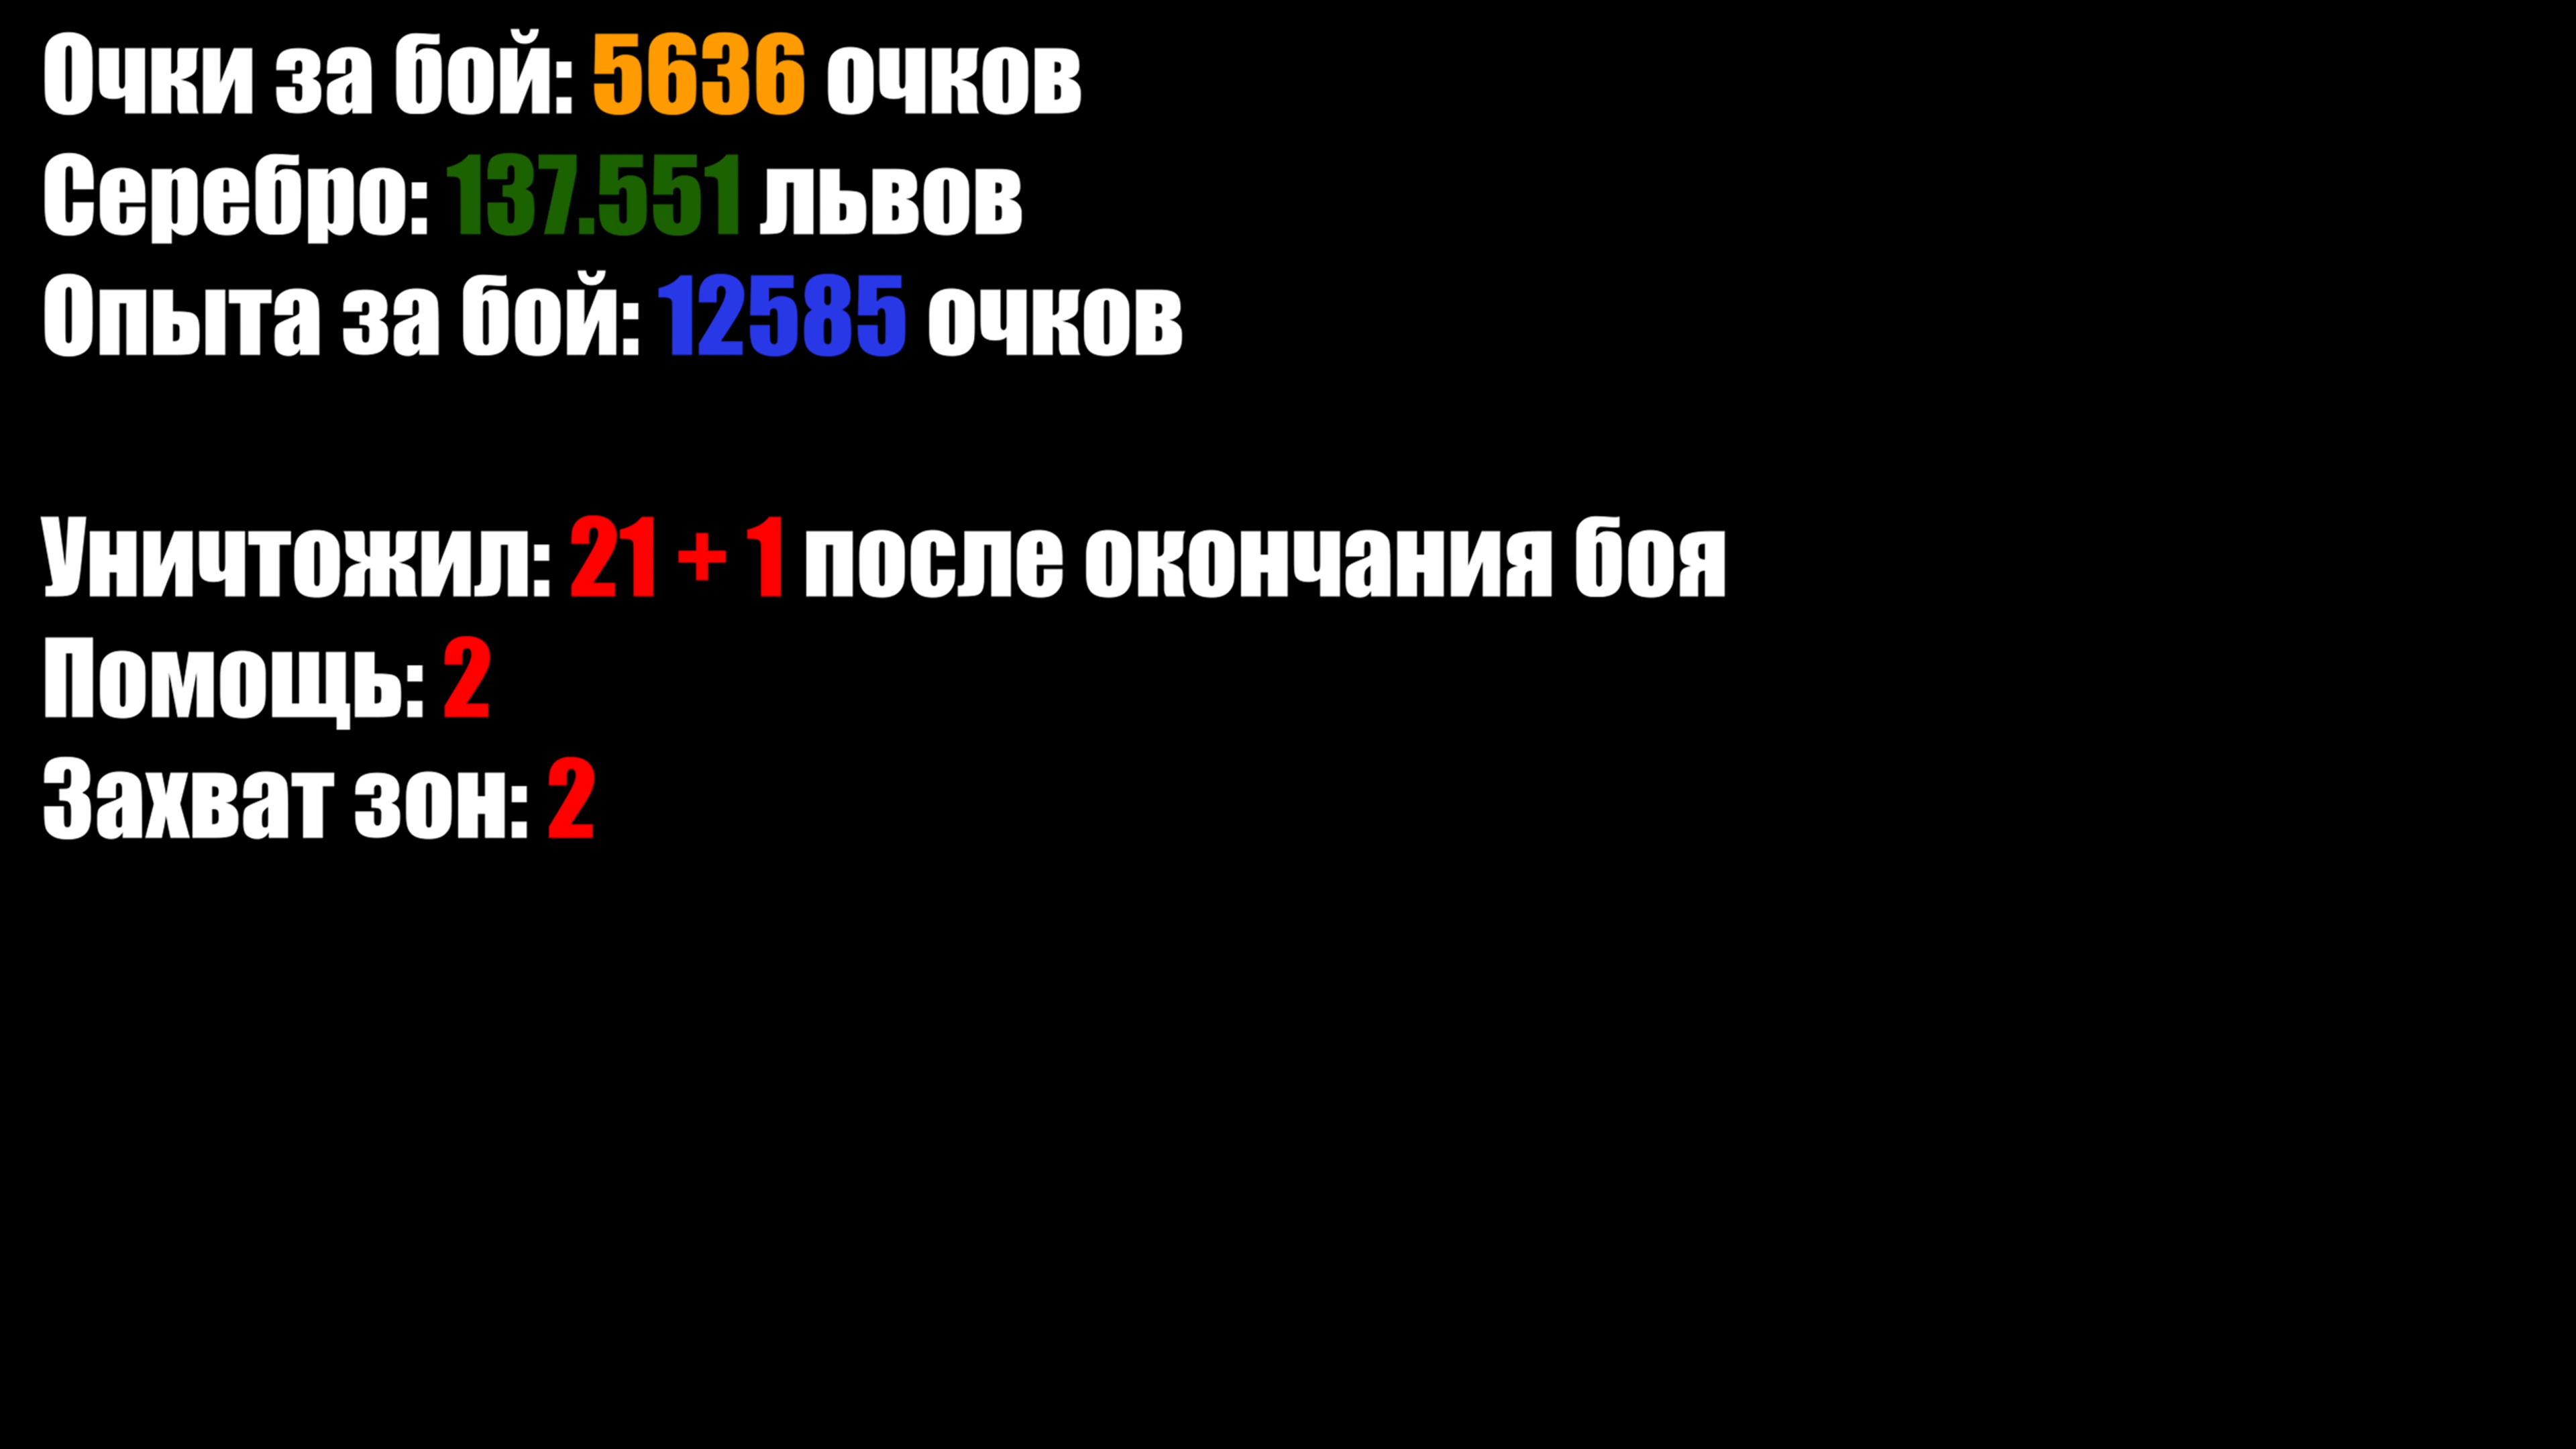 Очки за бой: 5636 очков
Серебро: 137.551 львов
Опыта за бой: 12585 очков
Уничтожил: 21 + 1 после окончания боя
Помощь: 2
Захват зон: 2